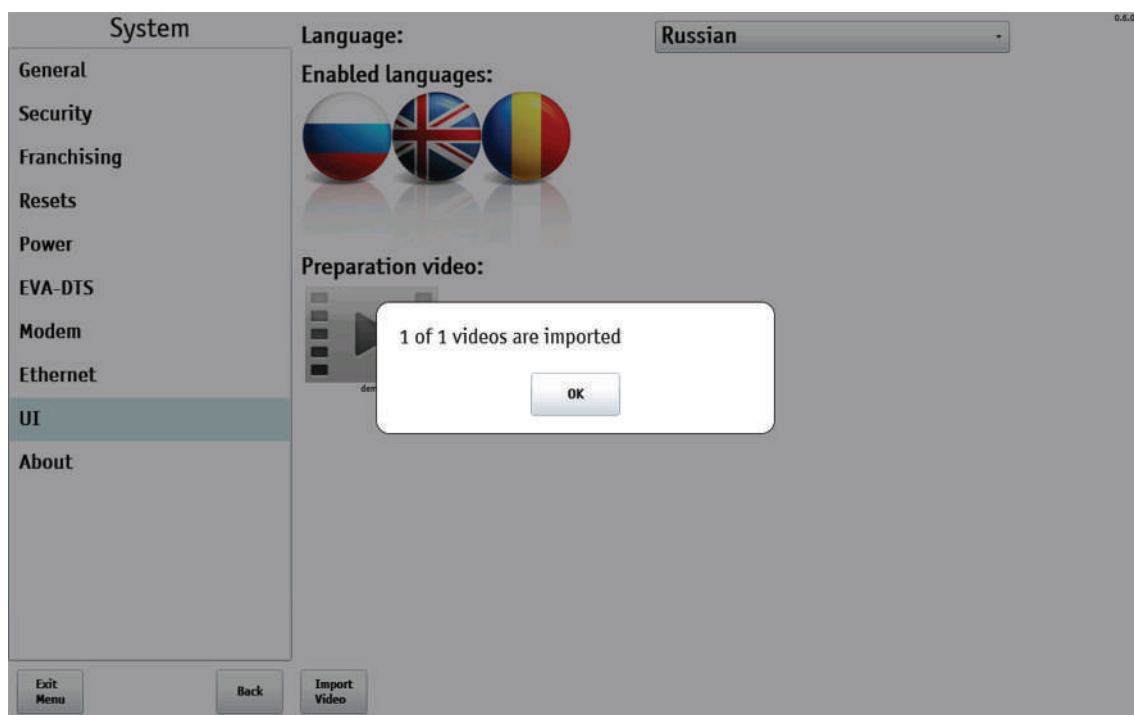 System
General
Security
Franchising
Resets
Power
EVA-DTS
Modem
Ethernet
UI
About
Exit
Menu
Back
Language:
Russian
0.6.0
Enabled languages:
Preparation video:
1 of 1 videos are imported
OK
Import
Video